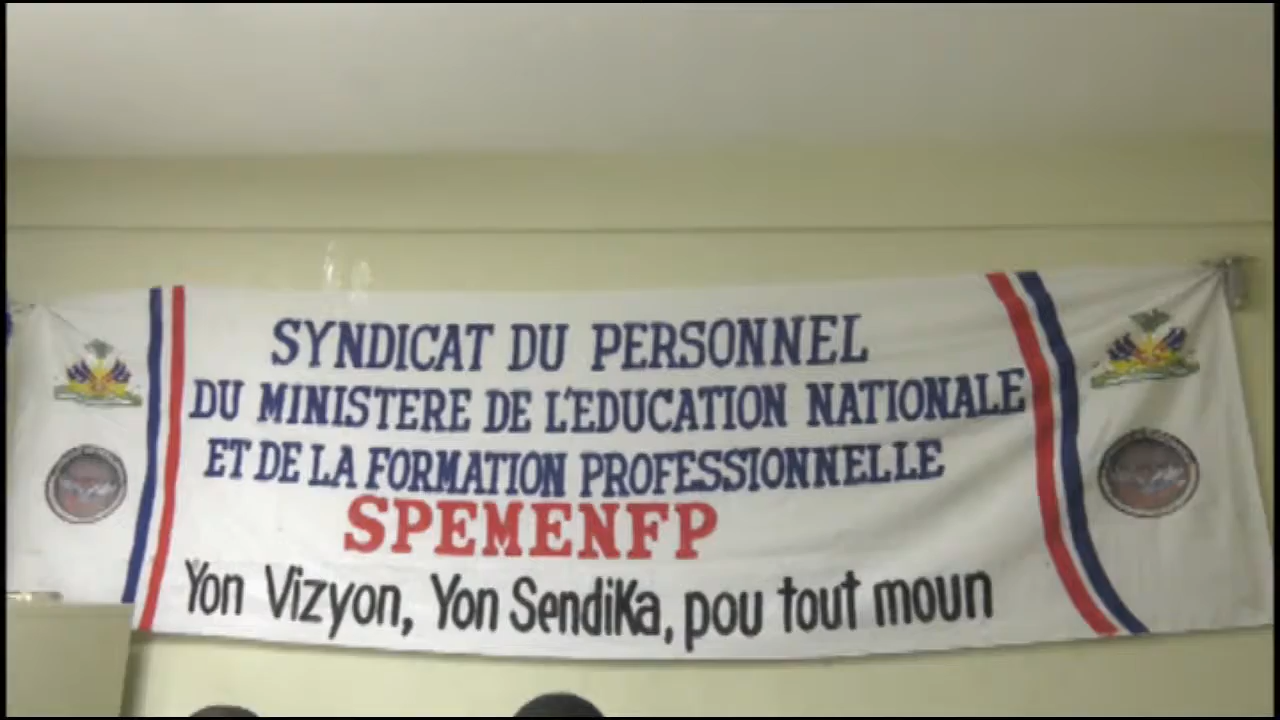 SYNDICAT DU PERSONNEL
DU MINISTERE DE L'EDUCATION NATIONALE
ET DE LA FORMATION PROFESSIONNELLE
SPEMENFP
Yon Vizyon, Yon SendiKa, pou tout moun